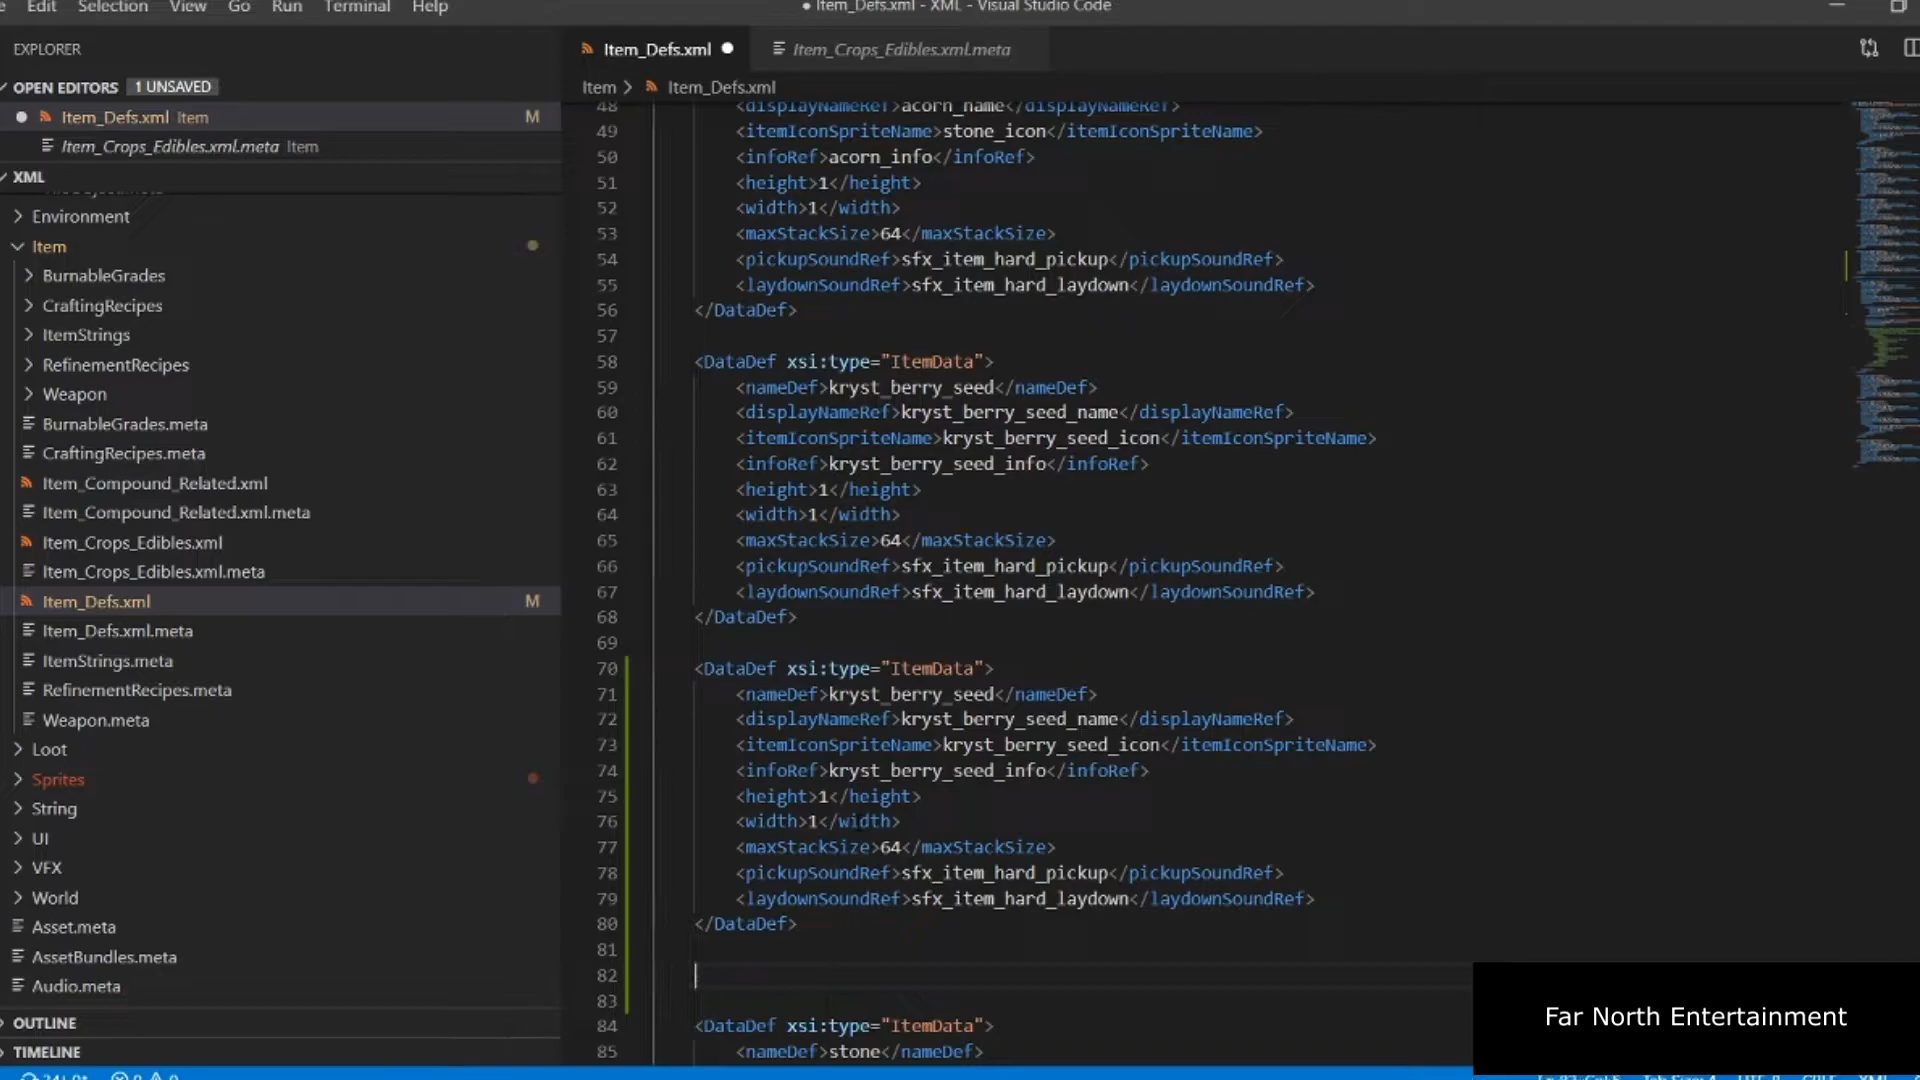 Edit Selection View Go Run Terminal Help
Item_Defs.xml - XML - Visual Studio Code
EXPLORER
OPEN EDITORS 1 UNSAVED
Item_Defs.xml Item M
Item_Crops_Edibles.xml.meta Item
XML
Environment
Item
BurnableGrades
CraftingRecipes
ItemStrings
RefinementRecipes
Weapon
BurnableGrades.meta
CraftingRecipes.meta
Item_Compound_Related.xml
Item_Compound_Related.xml.meta
Item_Crops_Edibles.xml
Item_Crops_Edibles.xml.meta
Item_Defs.xml M
Item_Defs.xml.meta
ItemStrings.meta
RefinementRecipes.meta
Weapon.meta
Loot
Sprites
String
UI
VFX
World
Asset.meta
AssetBundles.meta
Audio.meta
OUTLINE
TIMELINE
Item_Defs.xml
Item_Crops_Edibles.xml.meta
Item > Item_Defs.xml
48 <displayNameRef>acorn_name</displayNameRef>
49 <itemIconSpriteName>stone_icon</itemIconSpriteName>
50 <infoRef>acorn_info</infoRef>
51 <height>1</height>
52 <width>1</width>
53 <maxStackSize>64</maxStackSize>
54 <pickupSoundRef>sfx_item_hard_pickup</pickupSoundRef>
55 <laydownSoundRef>sfx_item_hard_laydown</laydownSoundRef>
56 </DataDef>
57
58 <DataDef xsi:type="ItemData">
59 <nameDef>kryst_berry_seed</nameDef>
60 <displayNameRef>kryst_berry_seed_name</displayNameRef>
61 <itemIconSpriteName>kryst_berry_seed_icon</itemIconSpriteName>
62 <infoRef>kryst_berry_seed_info</infoRef>
63 <height>1</height>
64 <width>1</width>
65 <maxStackSize>64</maxStackSize>
66 <pickupSoundRef>sfx_item_hard_pickup</pickupSoundRef>
67 <laydownSoundRef>sfx_item_hard_laydown</laydownSoundRef>
68 </DataDef>
69
70 <DataDef xsi:type="ItemData">
71 <nameDef>kryst_berry_seed</nameDef>
72 <displayNameRef>kryst_berry_seed_name</displayNameRef>
73 <itemIconSpriteName>kryst_berry_seed_icon</itemIconSpriteName>
74 <infoRef>kryst_berry_seed_info</infoRef>
75 <height>1</height>
76 <width>1</width>
77 <maxStackSize>64</maxStackSize>
78 <pickupSoundRef>sfx_item_hard_pickup</pickupSoundRef>
79 <laydownSoundRef>sfx_item_hard_laydown</laydownSoundRef>
80 </DataDef>
81
82
83
84 <DataDef xsi:type="ItemData">
85 <nameDef>stone</nameDef>
Far North Entertainment